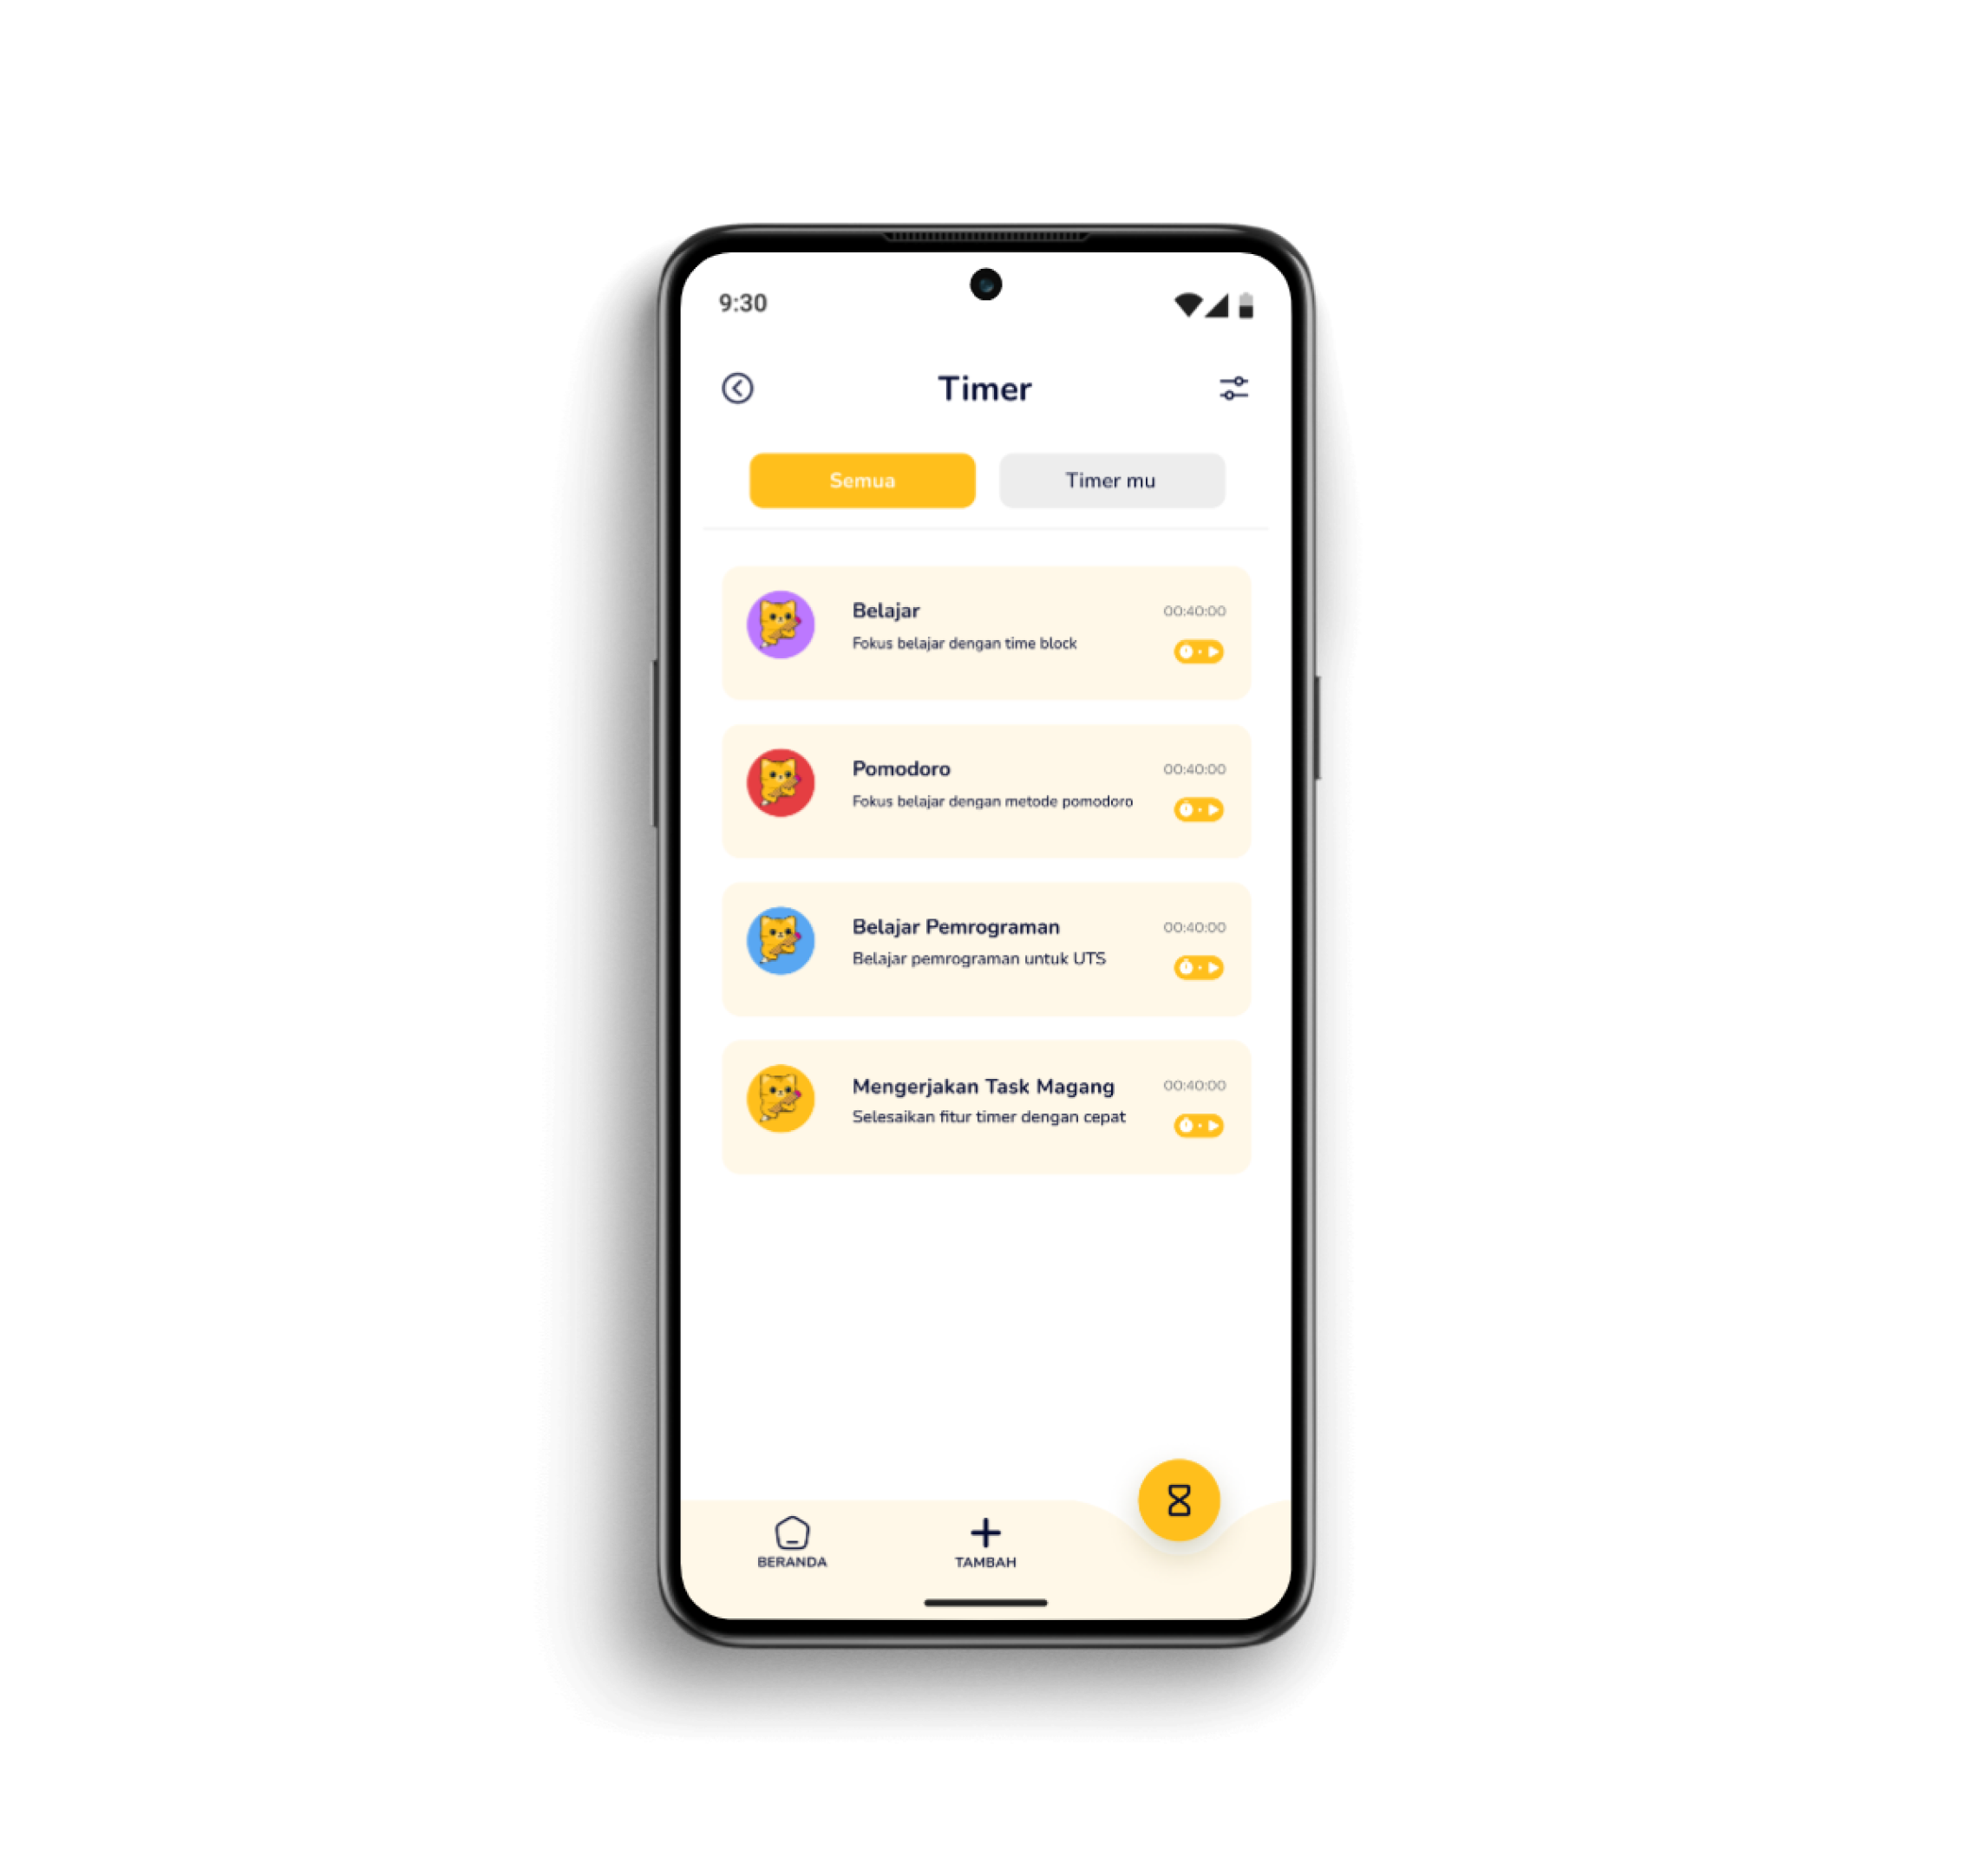 9:30
Timer
Semua
Timer mu
Belajar
00:40:00
Fokus belajar dengan time block
Pomodoro
00:40:00
Fokus belajar dengan metode pomodoro
Belajar Pemrograman
00:40:00
Belajar pemrograman untuk UTS
Mengerjakan Task Magang
00:40:00
Selesaikan fitur timer dengan cepat
BERANDA
TAMBAH